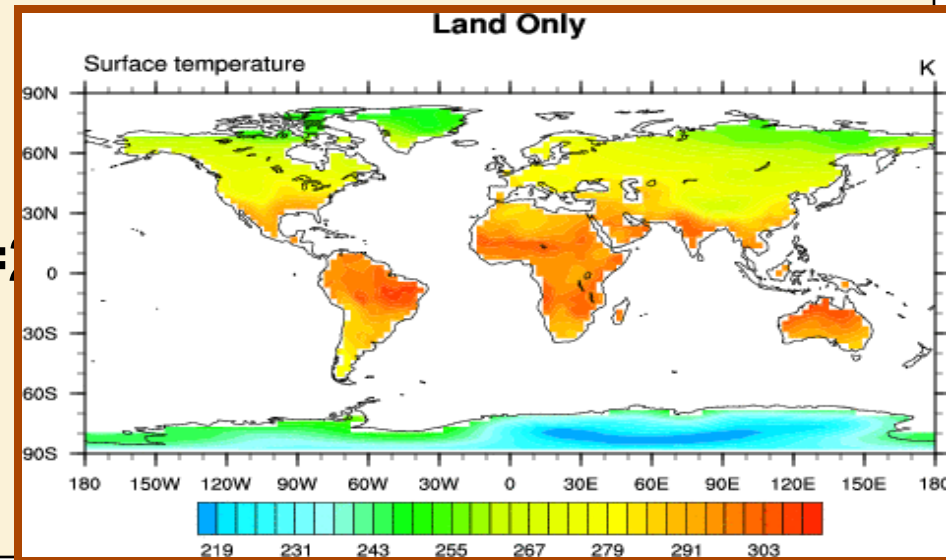 Land Only
Surface temperature K
90N
60N
30N
0
30S
60S
90S
180 150W 120W 90W 60W 30W 0 30E 60E 90E 120E 150E 180
219 231 243 255 267 279 291 303